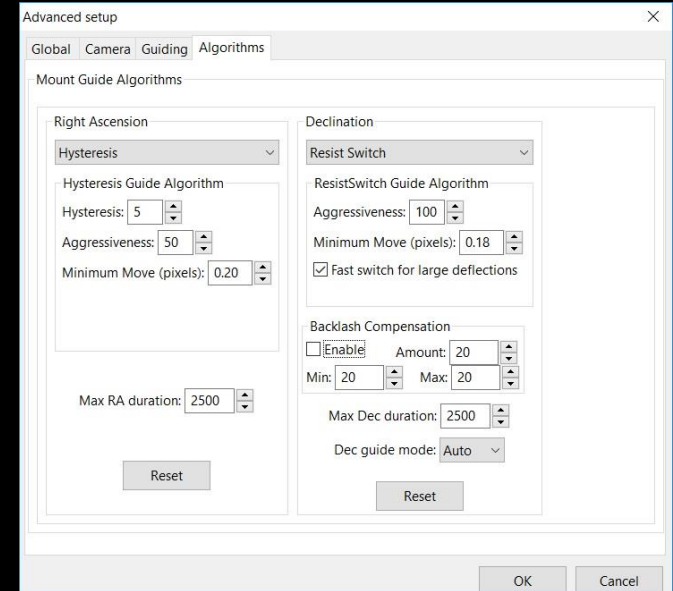 Advanced setup
Global Camera Guiding Algorithms
Mount Guide Algorithms
Right Ascension
Hysteresis
Hysteresis Guide Algorithm
Hysteresis: 5
Aggressiveness: 50
Minimum Move (pixels): 0.20
Max RA duration: 2500
Reset
Declination
Resist Switch
ResistSwitch Guide Algorithm
Aggressiveness: 100
Minimum Move (pixels): 0.18
Fast switch for large deflections
Backlash Compensation
Enable Amount: 20
Min: 20 Max: 20
Max Dec duration: 2500
Dec guide mode: Auto
Reset
OK Cancel